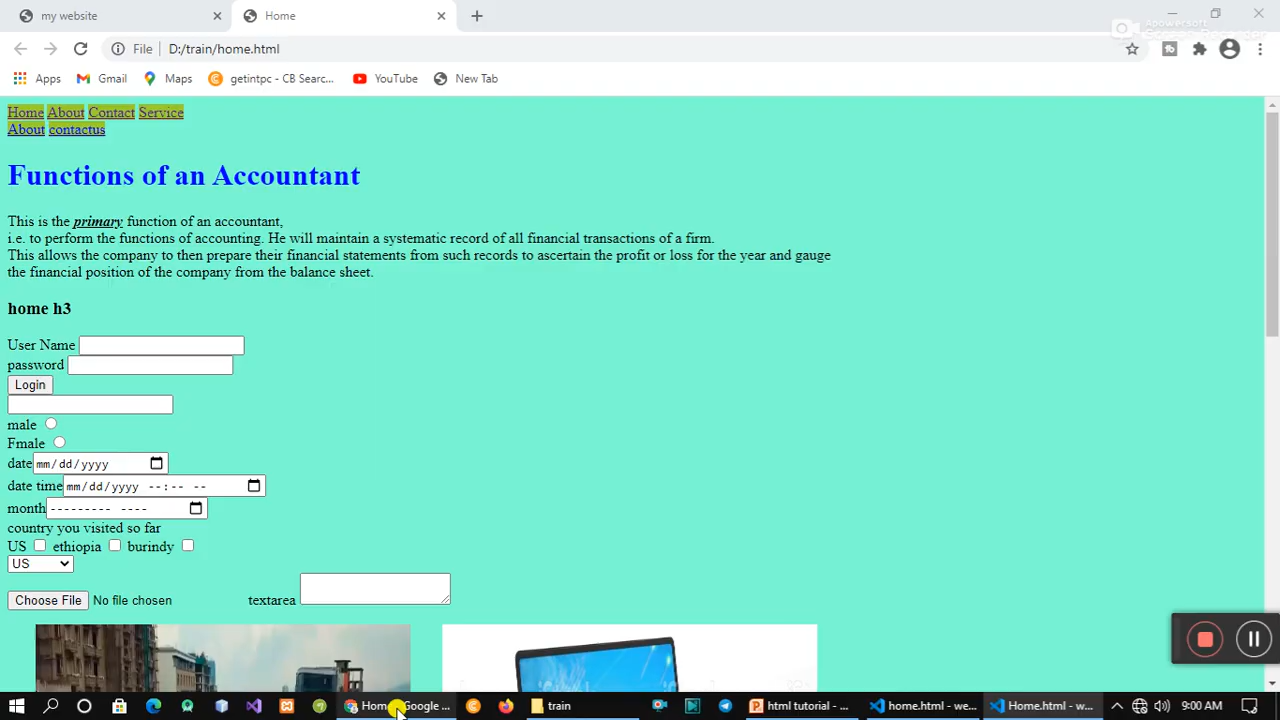 my website
Home
Apowersoft
Screen Recorder
File D:/train/home.html
Apps Gmail Maps getintpc - CB Searc... YouTube New Tab
Home About Contact Service
About contactus
Functions of an Accountant
This is the primary function of an accountant,
i.e. to perform the functions of accounting. He will maintain a systematic record of all financial transactions of a firm.
This allows the company to then prepare their financial statements from such records to ascertain the profit or loss for the year and gauge
the financial position of the company from the balance sheet.
home h3
User Name
password
Login
male
Fmale
date mm/dd/yyyy
date time mm/dd/yyyy --:-- --
month --------- ----
country you visited so far
US ethiopia burindy
US
Choose File No file chosen textarea
Home Google ... train html tutorial - ... home.html - we... Home.html - w... 9:00 AM